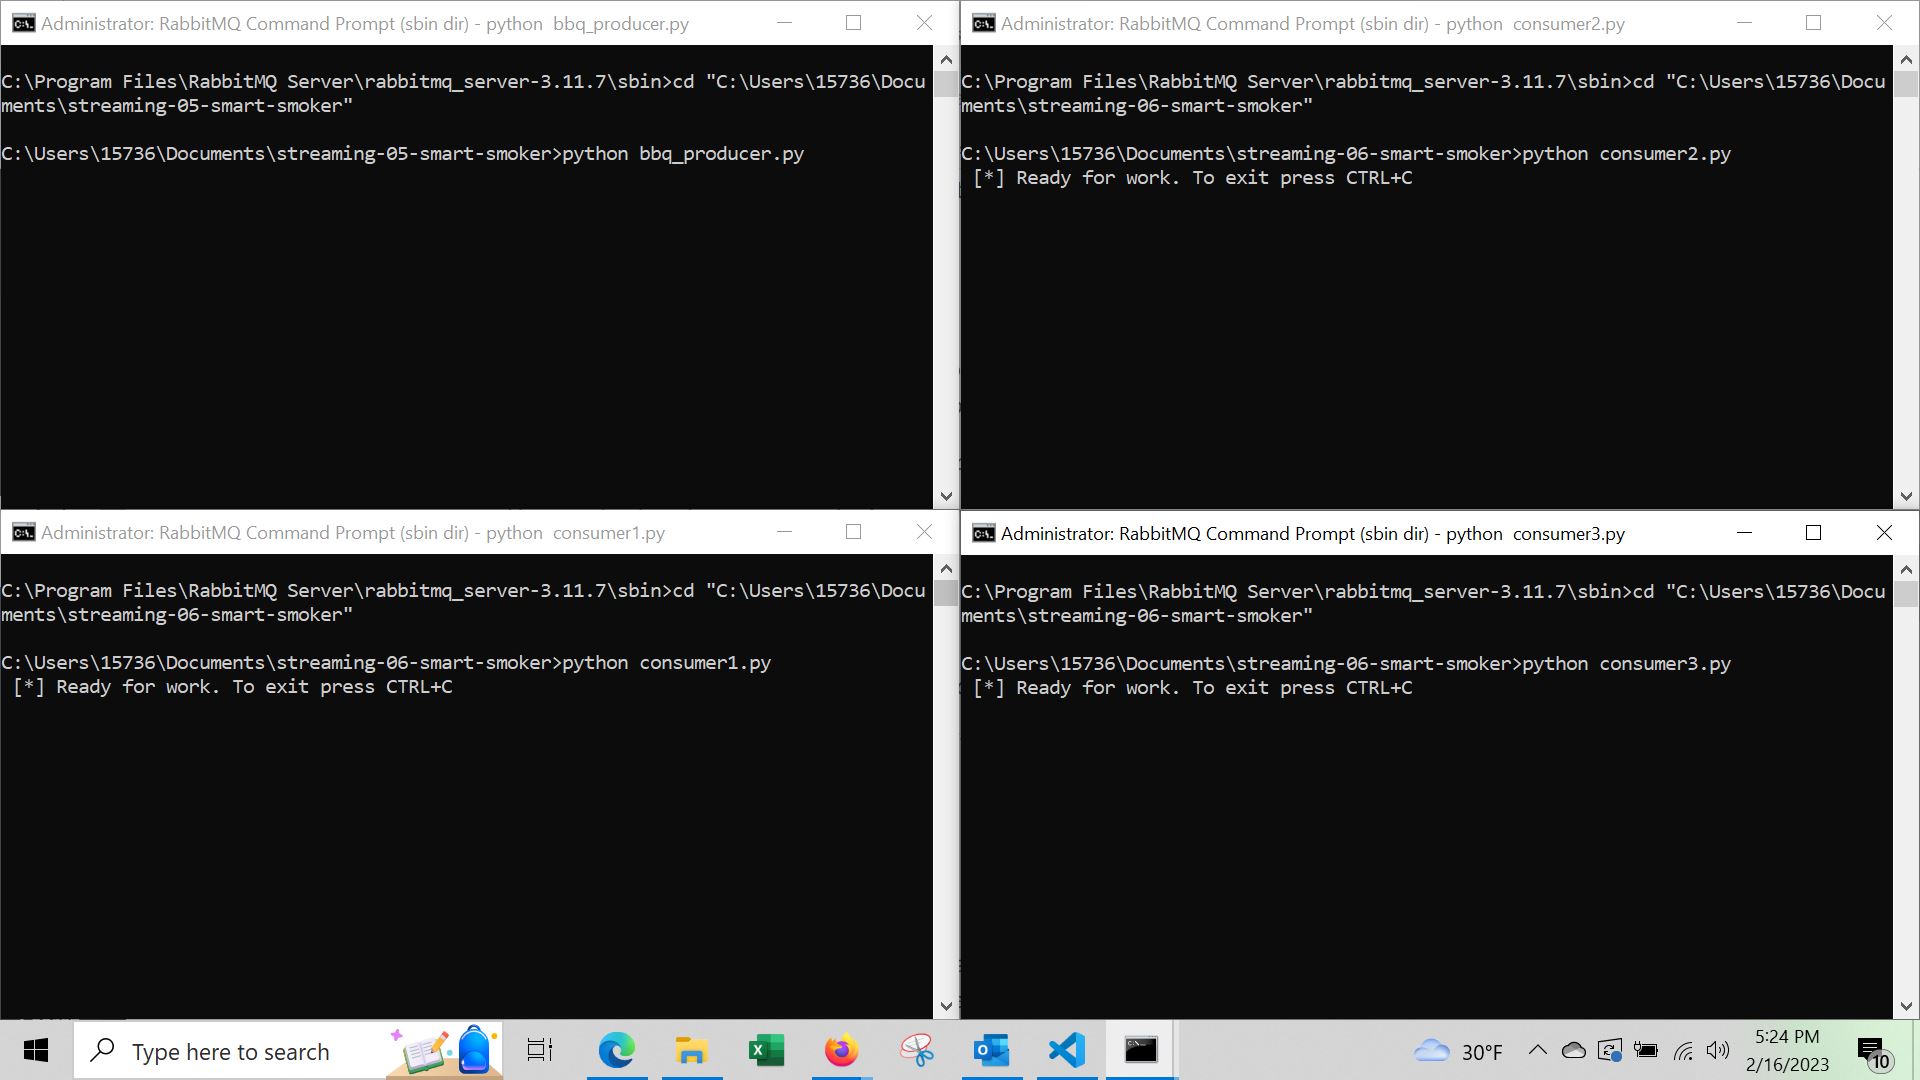 Administrator: RabbitMQ Command Prompt (sbin dir) - python  bbq_producer.py
C:\Program Files\RabbitMQ Server\rabbitmq_server-3.11.7\sbin>cd "C:\Users\15736\Docu
ments\streaming-05-smart-smoker"
C:\Users\15736\Documents\streaming-05-smart-smoker>python bbq_producer.py
Administrator: RabbitMQ Command Prompt (sbin dir) - python  consumer2.py
C:\Program Files\RabbitMQ Server\rabbitmq_server-3.11.7\sbin>cd "C:\Users\15736\Docu
ments\streaming-06-smart-smoker"
C:\Users\15736\Documents\streaming-06-smart-smoker>python consumer2.py
[*] Ready for work. To exit press CTRL+C
Administrator: RabbitMQ Command Prompt (sbin dir) - python  consumer1.py
C:\Program Files\RabbitMQ Server\rabbitmq_server-3.11.7\sbin>cd "C:\Users\15736\Docu
ments\streaming-06-smart-smoker"
C:\Users\15736\Documents\streaming-06-smart-smoker>python consumer1.py
[*] Ready for work. To exit press CTRL+C
Administrator: RabbitMQ Command Prompt (sbin dir) - python  consumer3.py
C:\Program Files\RabbitMQ Server\rabbitmq_server-3.11.7\sbin>cd "C:\Users\15736\Docu
ments\streaming-06-smart-smoker"
C:\Users\15736\Documents\streaming-06-smart-smoker>python consumer3.py
[*] Ready for work. To exit press CTRL+C
Type here to search
30°F
5:24 PM
2/16/2023
10